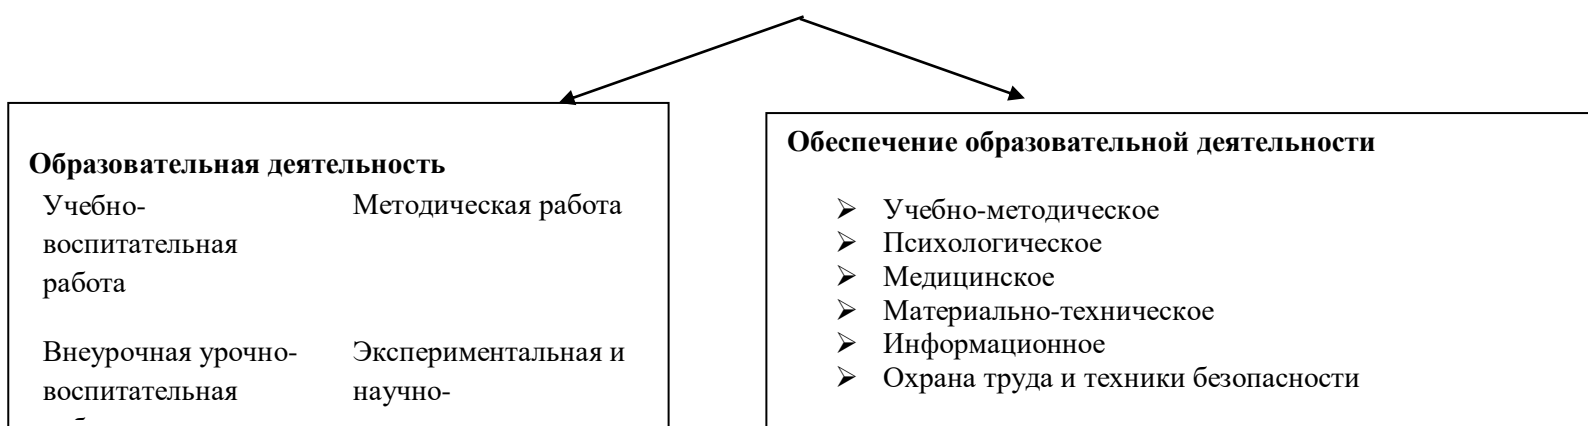 Образовательная деятельность
Учебно-
воспитательная
работа
Методическая работа
Внеурочная урочно-
воспитательная
Экспериментальная и
научно-
Обеспечение образовательной деятельности
Учебно-методическое
Психологическое
Медицинское
Материально-техническое
Информационное
Охрана труда и техники безопасности